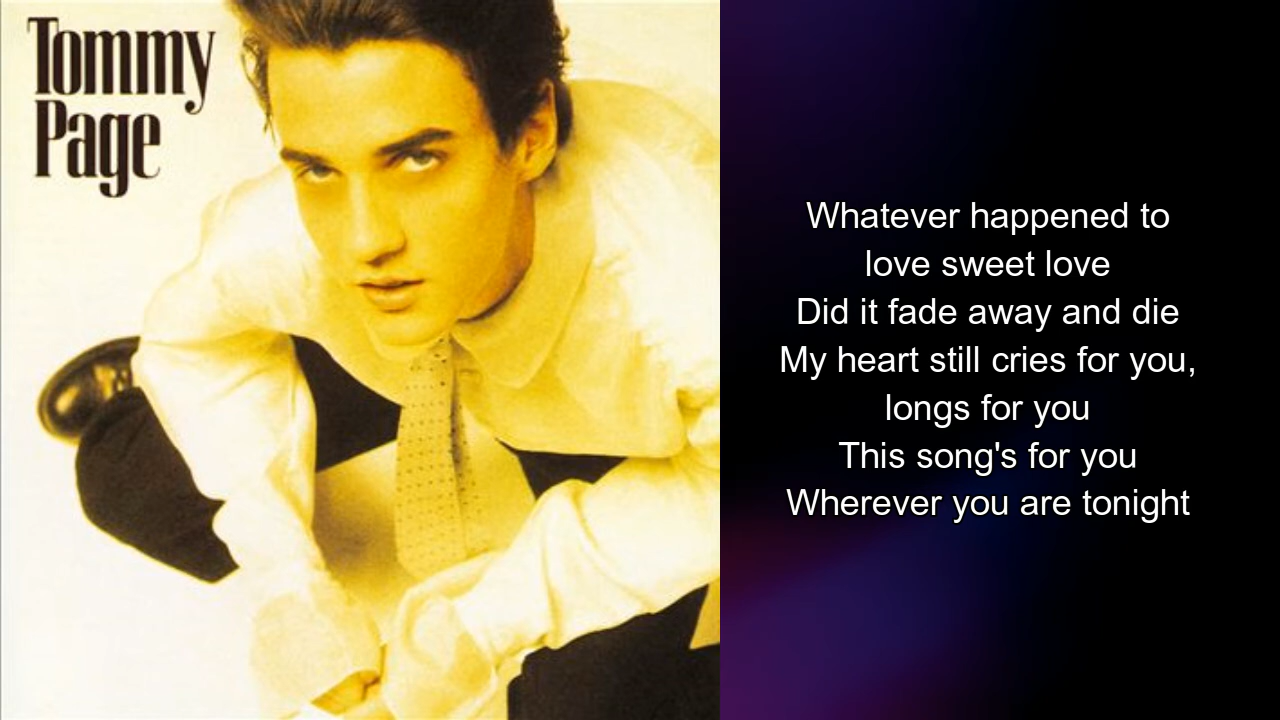 Tommy
Page
Whatever happened to
love sweet love
Did it fade away and die
My heart still cries for you,
longs for you
This song's for you
Wherever you are tonight